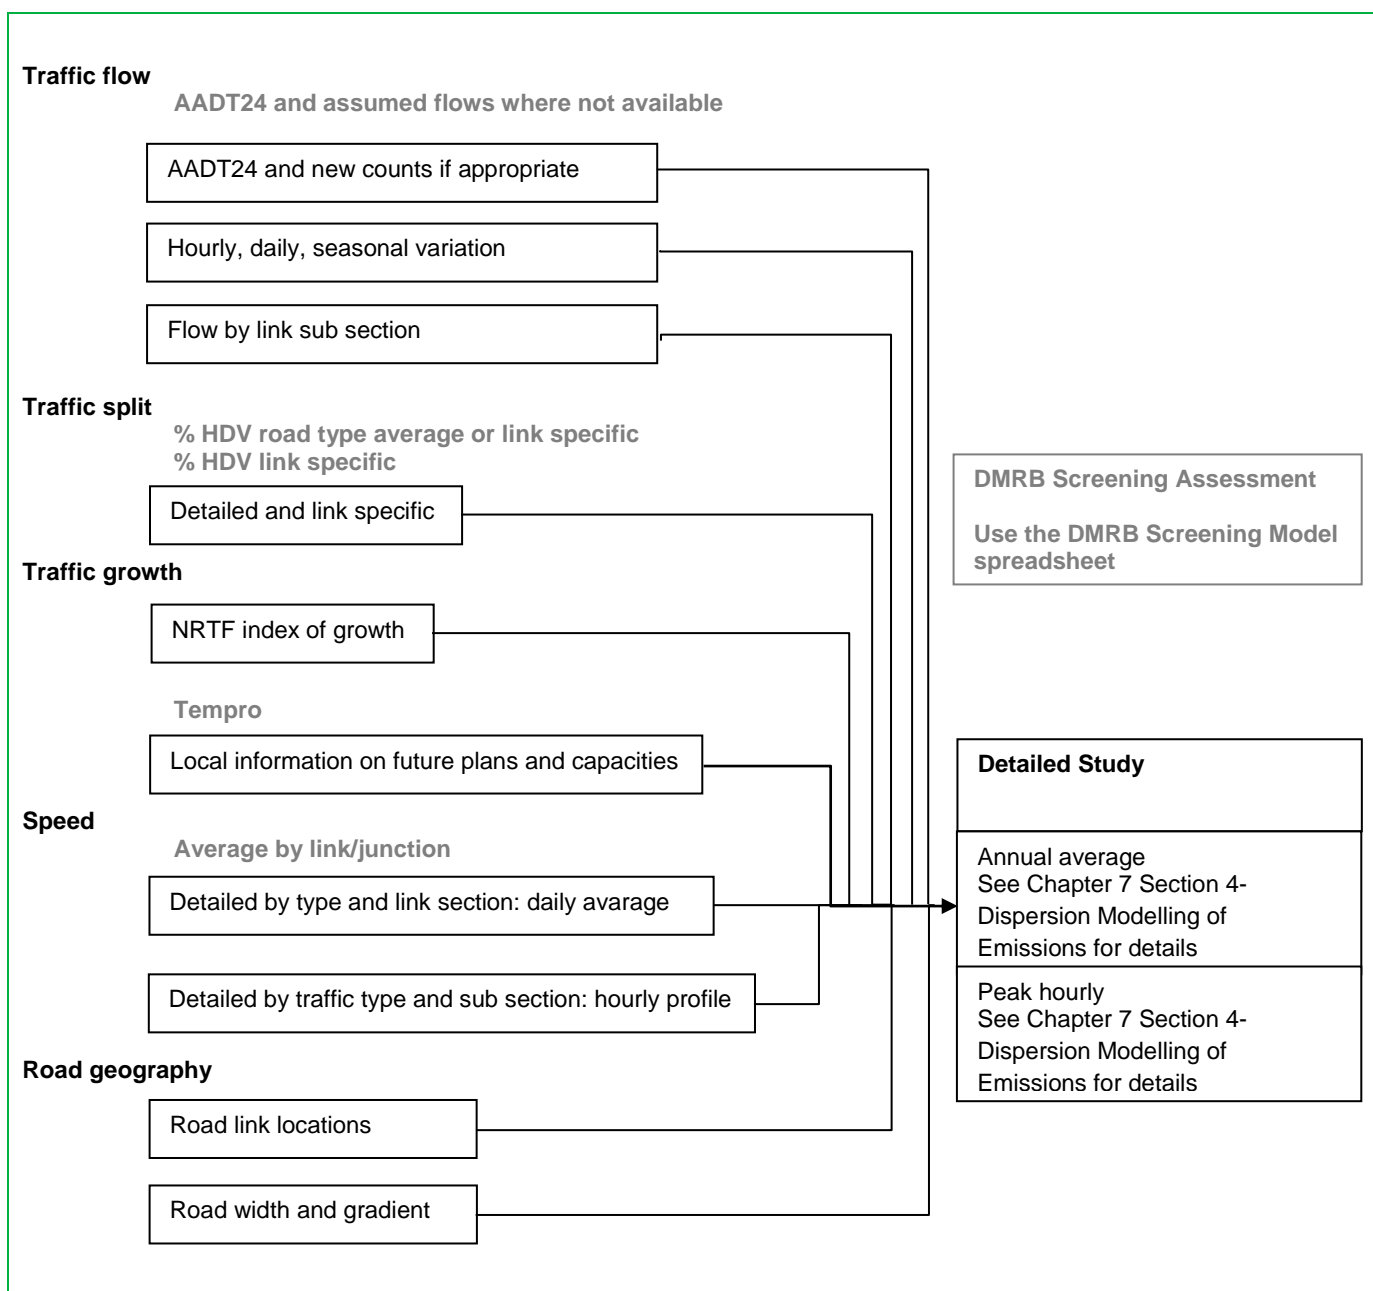 Traffic flow
AADT24 and assumed flows where not available
AADT24 and new counts if appropriate
Hourly, daily, seasonal variation
Flow by link sub section
Traffic split
% HDV road type average or link specific
% HDV link specific
Detailed and link specific
DMRB Screening Assessment
Use the DMRB Screening Model
spreadsheet
Traffic growth
NRTF index of growth
Tempro
Local information on future plans and capacities
Speed
Average by link/junction
Detailed by type and link section: daily avarage
Detailed by traffic type and sub section: hourly profile
Detailed Study
Annual average
See Chapter 7 Section 4-
Dispersion Modelling of
Emissions for details
Peak hourly
See Chapter 7 Section 4-
Dispersion Modelling of
Emissions for details
Road geography
Road link locations
Road width and gradient